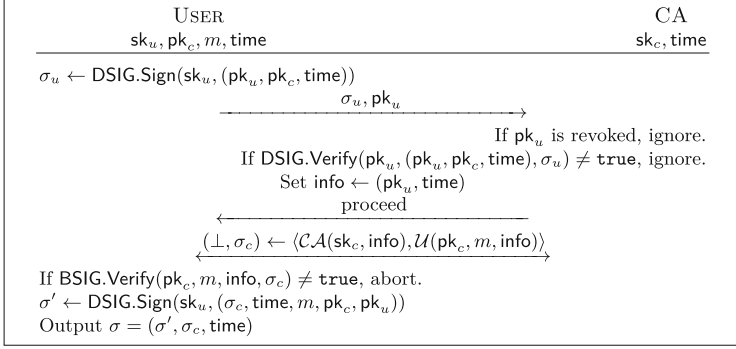 USER CA
sk_u, pk_c, m, time sk_c, time
σ_u ← DSIG.Sign(sk_u, (pk_u, pk_c, time))
σ_u, pk_u
If pk_u is revoked, ignore.
If DSIG.Verify(pk_u, (pk_u, pk_c, time), σ_u) ≠ true, ignore.
Set info ← (pk_u, time)
proceed
(⊥, σ_c) ← ⟨𝒞𝒜(sk_c, info), 𝒰(pk_c, m, info)⟩
If BSIG.Verify(pk_c, m, info, σ_c) ≠ true, abort.
σ′ ← DSIG.Sign(sk_u, (σ_c, time, m, pk_c, pk_u))
Output σ = (σ′, σ_c, time)